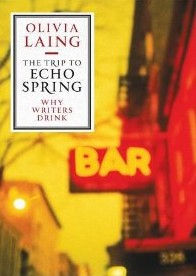 OLIVIA
LAING
THE TRIP TO
ECHO
SPRING
WHY
WRITERS
DRINK
BAR